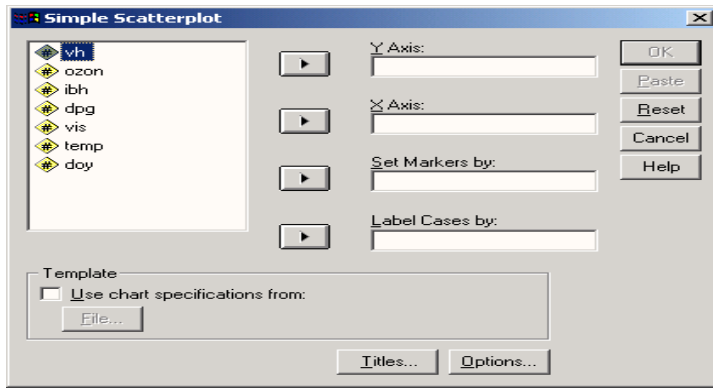 Simple Scatterplot
vh
ozon
ibh
dpg
vis
temp
doy
Y Axis:
X Axis:
Set Markers by:
Label Cases by:
OK
Paste
Reset
Cancel
Help
Template
Use chart specifications from:
File...
Titles...
Options...